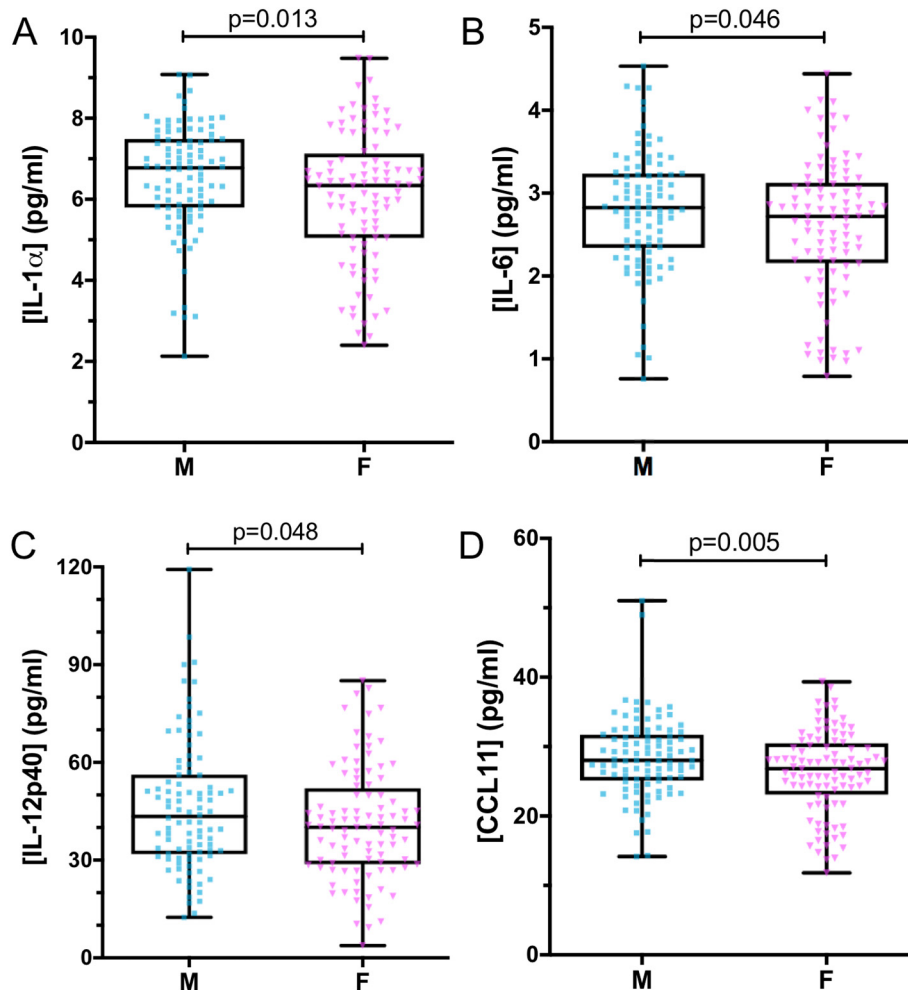 A
p=0.013
[IL-1α] (pg/ml)
10
8
6
4
2
0
M
F
B
p=0.046
[IL-6] (pg/ml)
5
4
3
2
1
0
M
F
C
p=0.048
[IL-12p40] (pg/ml)
120
90
60
30
0
M
F
D
p=0.005
[CCL11] (pg/ml)
60
40
20
0
M
F